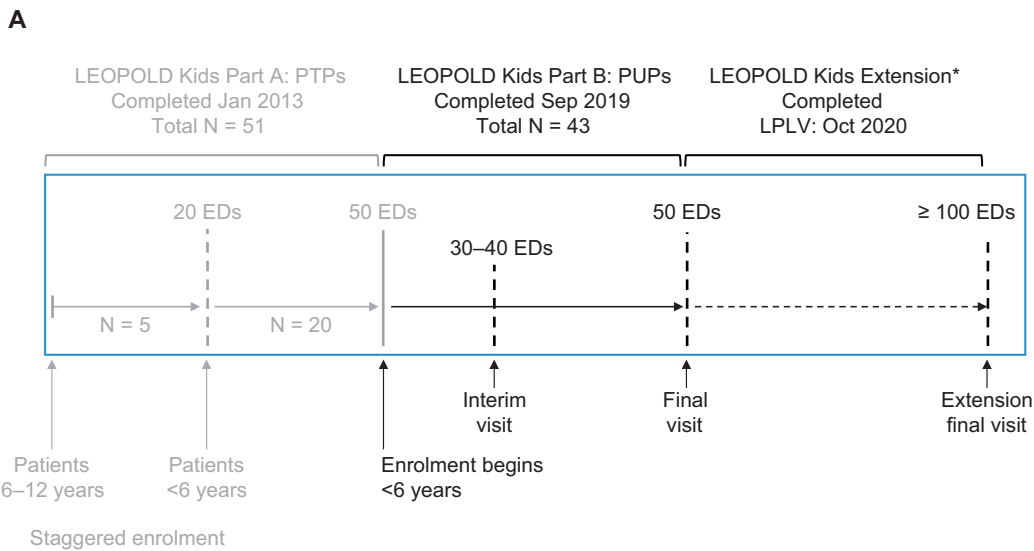 A
LEOPOLD Kids Part A: PTPs
Completed Jan 2013
Total N = 51
LEOPOLD Kids Part B: PUPs
Completed Sep 2019
Total N = 43
LEOPOLD Kids Extension*
Completed
LPLV: Oct 2020
20 EDs
50 EDs
30–40 EDs
50 EDs
≥ 100 EDs
N = 5
N = 20
Interim
visit
Final
visit
Extension
final visit
Patients
6–12 years
Patients
<6 years
Enrolment begins
<6 years
Staggered enrolment